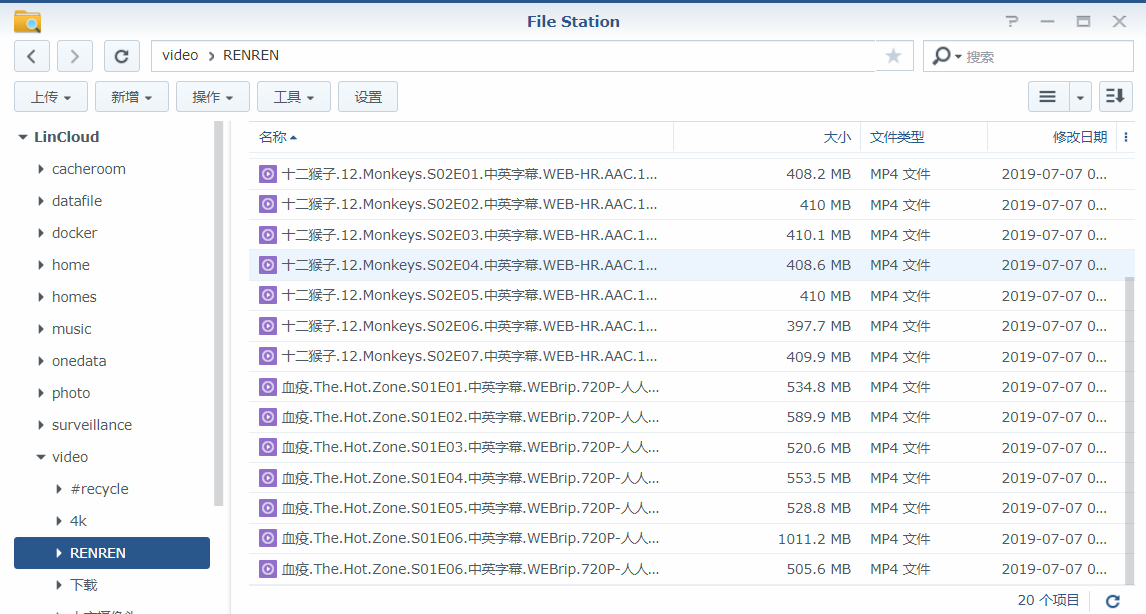 File Station
video › RENREN
搜索
上传 新增 操作 工具 设置
LinCloud
cacheroom
datafile
docker
home
homes
music
onedata
photo
surveillance
video
#recycle
4k
RENREN
下载
名称 大小 文件类型 修改日期
十二猴子.12.Monkeys.S02E01.中英字幕.WEB-HR.AAC.1... 408.2 MB MP4 文件 2019-07-07 0...
十二猴子.12.Monkeys.S02E02.中英字幕.WEB-HR.AAC.1... 410 MB MP4 文件 2019-07-07 0...
十二猴子.12.Monkeys.S02E03.中英字幕.WEB-HR.AAC.1... 410.1 MB MP4 文件 2019-07-07 0...
十二猴子.12.Monkeys.S02E04.中英字幕.WEB-HR.AAC.1... 408.6 MB MP4 文件 2019-07-07 0...
十二猴子.12.Monkeys.S02E05.中英字幕.WEB-HR.AAC.1... 410 MB MP4 文件 2019-07-07 0...
十二猴子.12.Monkeys.S02E06.中英字幕.WEB-HR.AAC.1... 397.7 MB MP4 文件 2019-07-07 0...
十二猴子.12.Monkeys.S02E07.中英字幕.WEB-HR.AAC.1... 409.9 MB MP4 文件 2019-07-07 0...
血疫.The.Hot.Zone.S01E01.中英字幕.WEBrip.720P-人人... 534.8 MB MP4 文件 2019-07-07 0...
血疫.The.Hot.Zone.S01E02.中英字幕.WEBrip.720P-人人... 589.9 MB MP4 文件 2019-07-07 0...
血疫.The.Hot.Zone.S01E03.中英字幕.WEBrip.720P-人人... 520.6 MB MP4 文件 2019-07-07 0...
血疫.The.Hot.Zone.S01E04.中英字幕.WEBrip.720P-人人... 553.5 MB MP4 文件 2019-07-07 0...
血疫.The.Hot.Zone.S01E05.中英字幕.WEBrip.720P-人人... 528.8 MB MP4 文件 2019-07-07 0...
血疫.The.Hot.Zone.S01E06.中英字幕.WEBrip.720P-人人... 1011.2 MB MP4 文件 2019-07-07 0...
血疫.The.Hot.Zone.S01E06.中英字幕.WEBrip.720P-人人... 505.6 MB MP4 文件 2019-07-07 0...
20 个项目